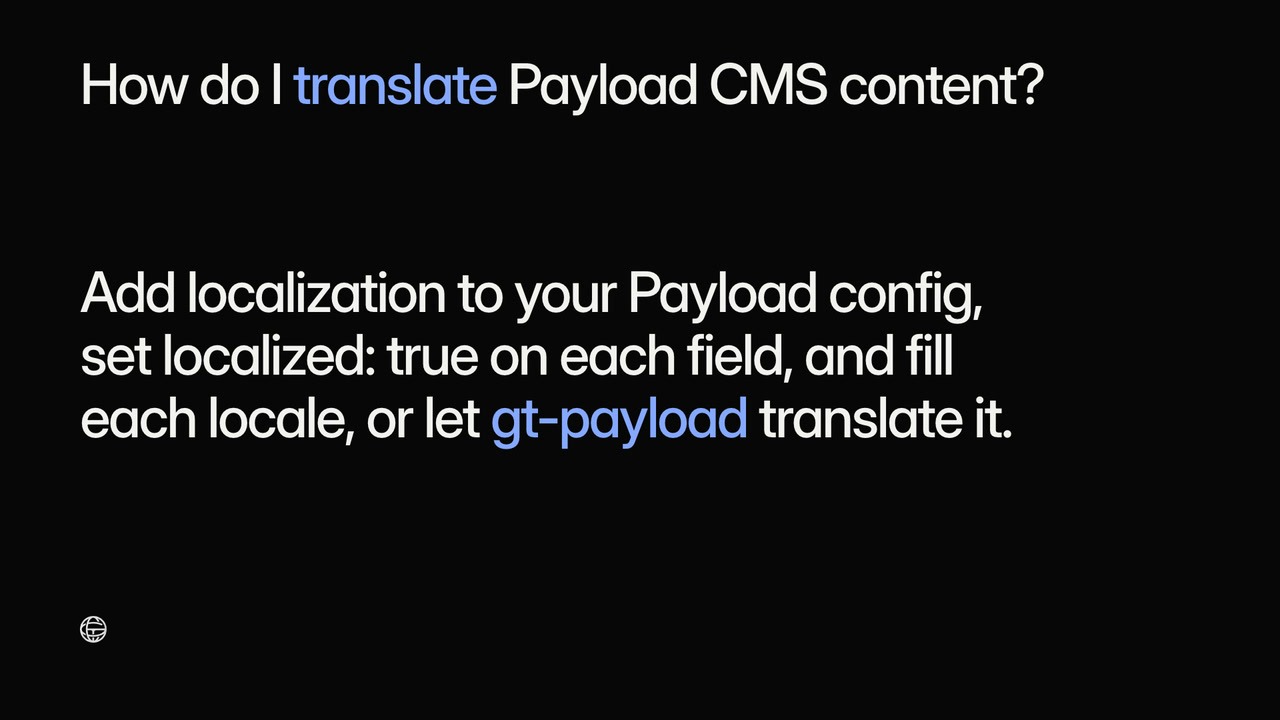 How do I translate Payload CMS content?
Add localization to your Payload config,
set localized: true on each field, and fill
each locale, or let gt-payload translate it.